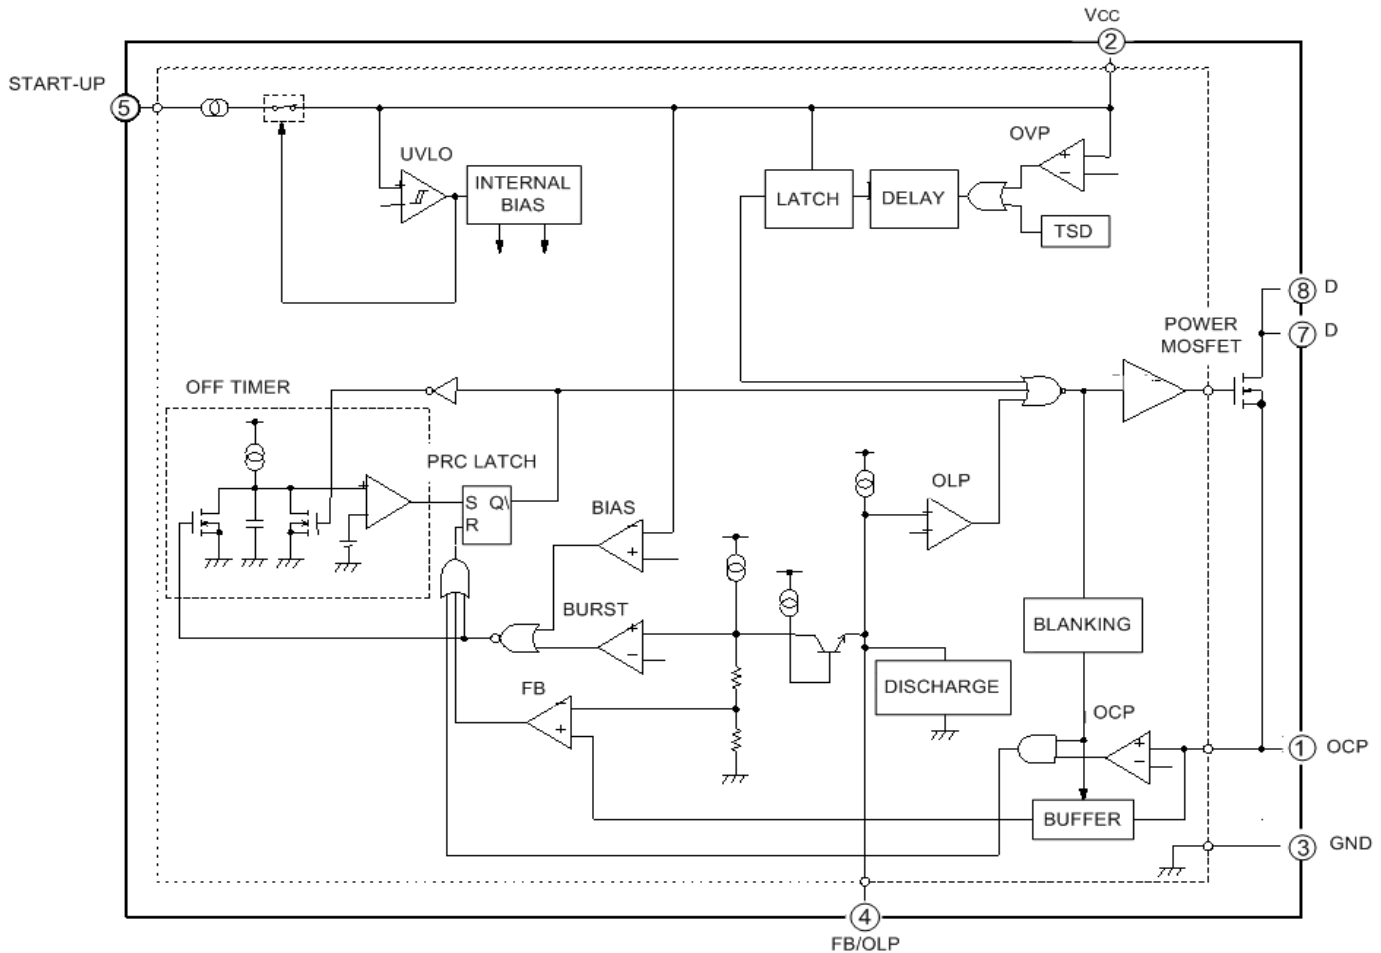 VCC
2
START-UP
5
OVP
UVLO
INTERNAL
BIAS
LATCH
DELAY
TSD
8 D
POWER
MOSFET
7 D
OFF TIMER
PRC LATCH
OLP
S Q\
R
BIAS
BURST
BLANKING
FB
DISCHARGE
OCP
1 OCP
BUFFER
3 GND
4
FB/OLP